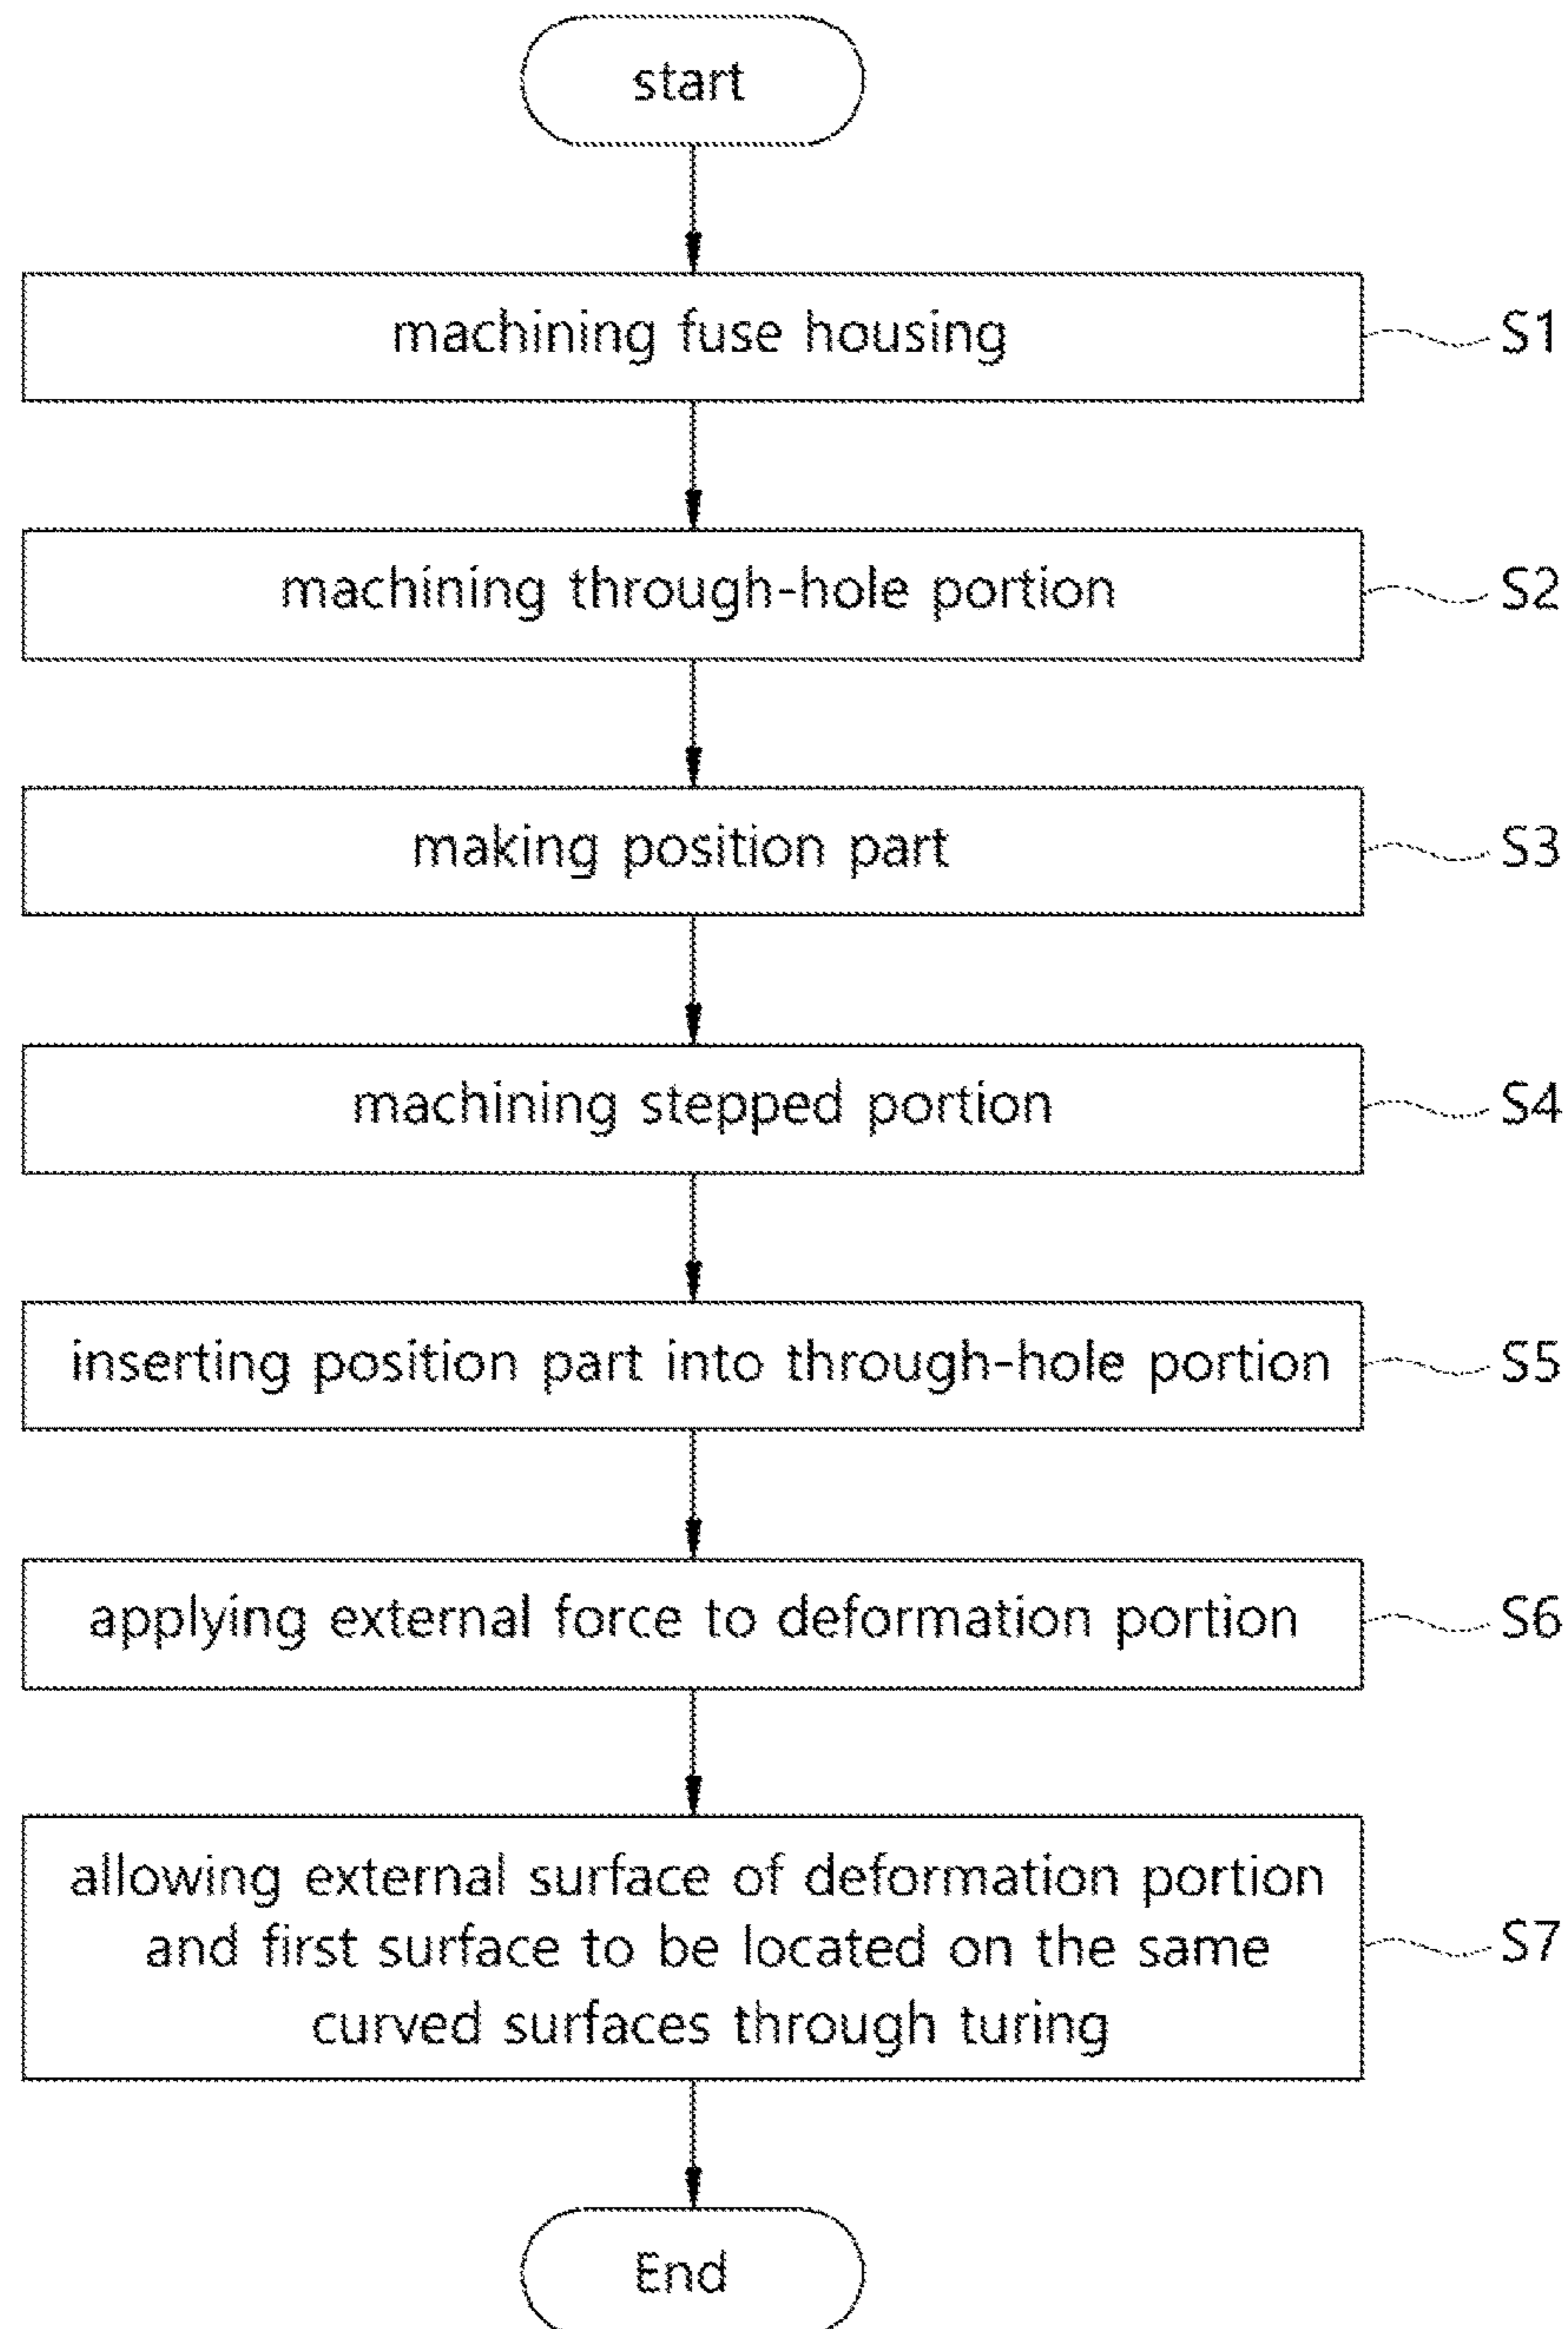 start
machining fuse housing
S1
machining through-hole portion
S2
making position part
S3
machining stepped portion
S4
inserting position part into through-hole portion
S5
applying external force to deformation portion
S6
allowing external surface of deformation portion
and first surface to be located on the same
curved surfaces through turing
S7
End